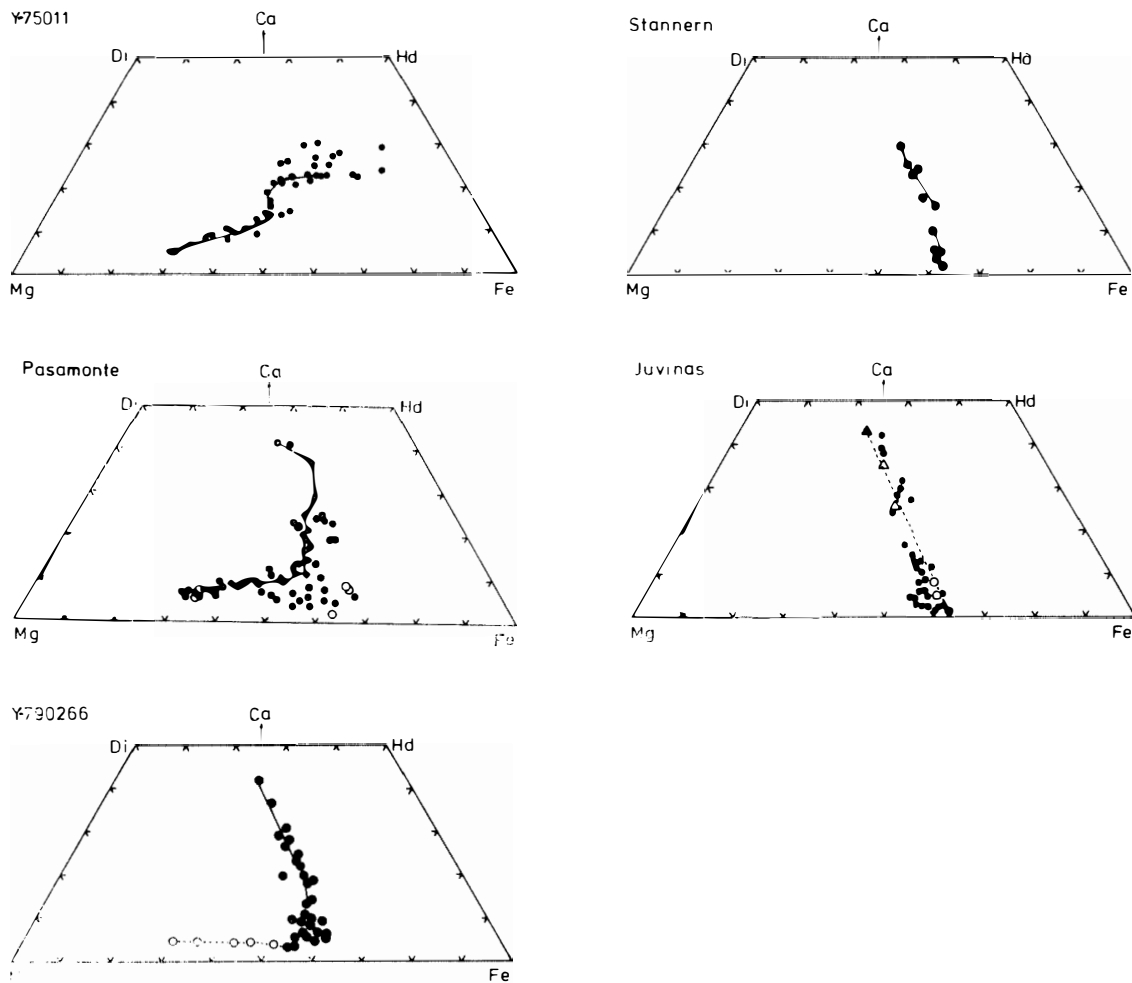 Y-75011
Ca
Di
Hd
Mg
Fe
Stannern
Ca
Di
Hd
Mg
Fe
Pasamonte
Ca
Di
Hd
Mg
Fe
Juvinas
Ca
Di
Hd
Mg
Fe
Y-790266
Ca
Di
Hd
Fe